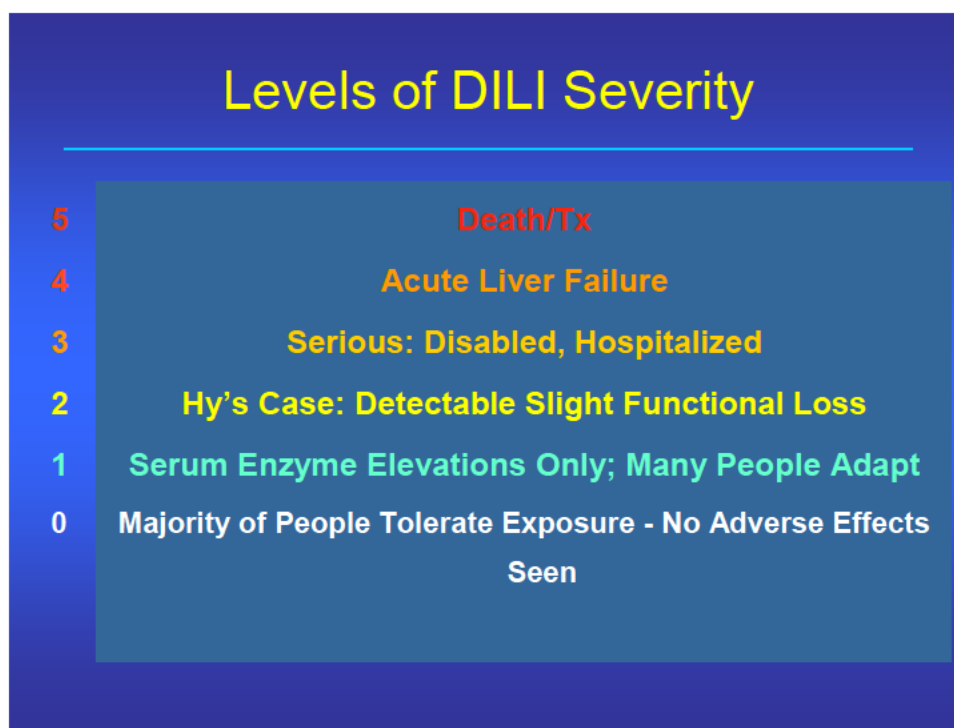 Levels of DILI Severity
5 Death/Tx
4 Acute Liver Failure
3 Serious: Disabled, Hospitalized
2 Hy's Case: Detectable Slight Functional Loss
1 Serum Enzyme Elevations Only; Many People Adapt
0 Majority of People Tolerate Exposure - No Adverse Effects
Seen